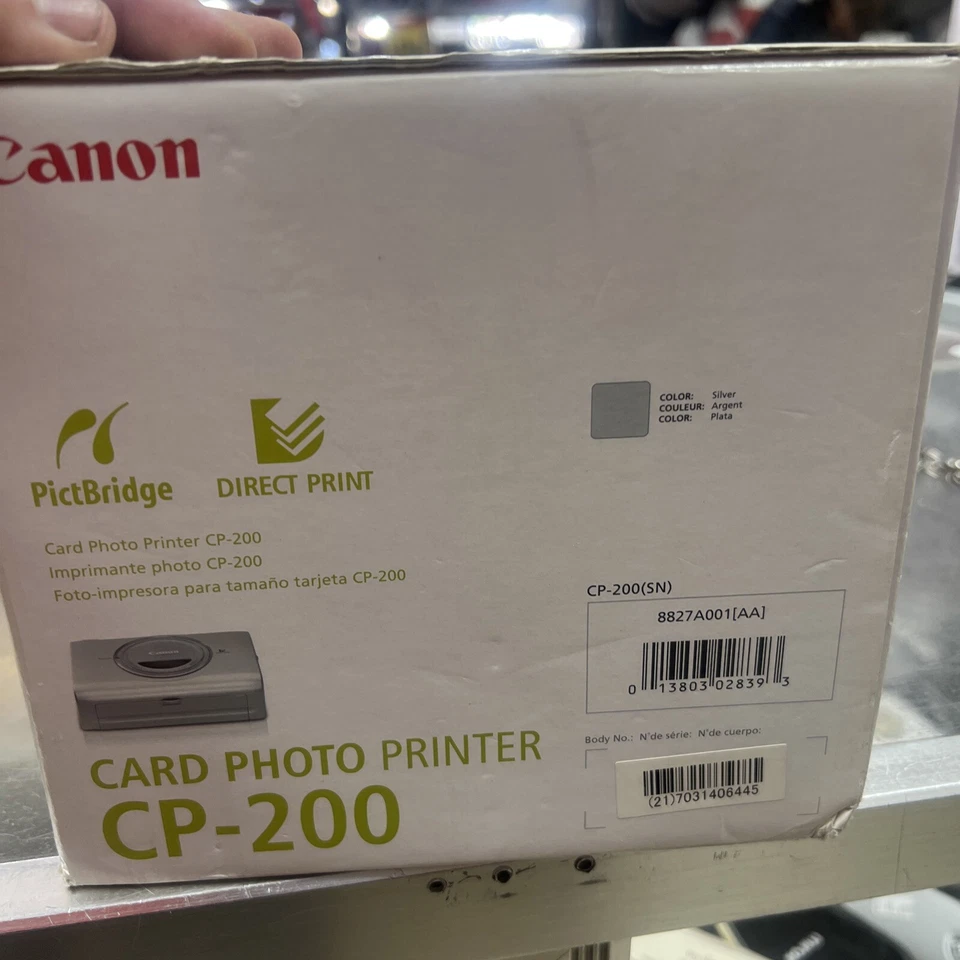 Canon
COLOR: Silver
COULEUR: Argent
COLOR: Plata
PictBridge
DIRECT PRINT
Card Photo Printer CP-200
Imprimante photo CP-200
Foto-impresora para tamaño tarjeta CP-200
CP-200(SN)
8827A001[AA]
0 13803 02839 3
Body No.: N°de série: N°de cuerpo:
(21)7031406445
Canon
CARD PHOTO PRINTER
CP-200